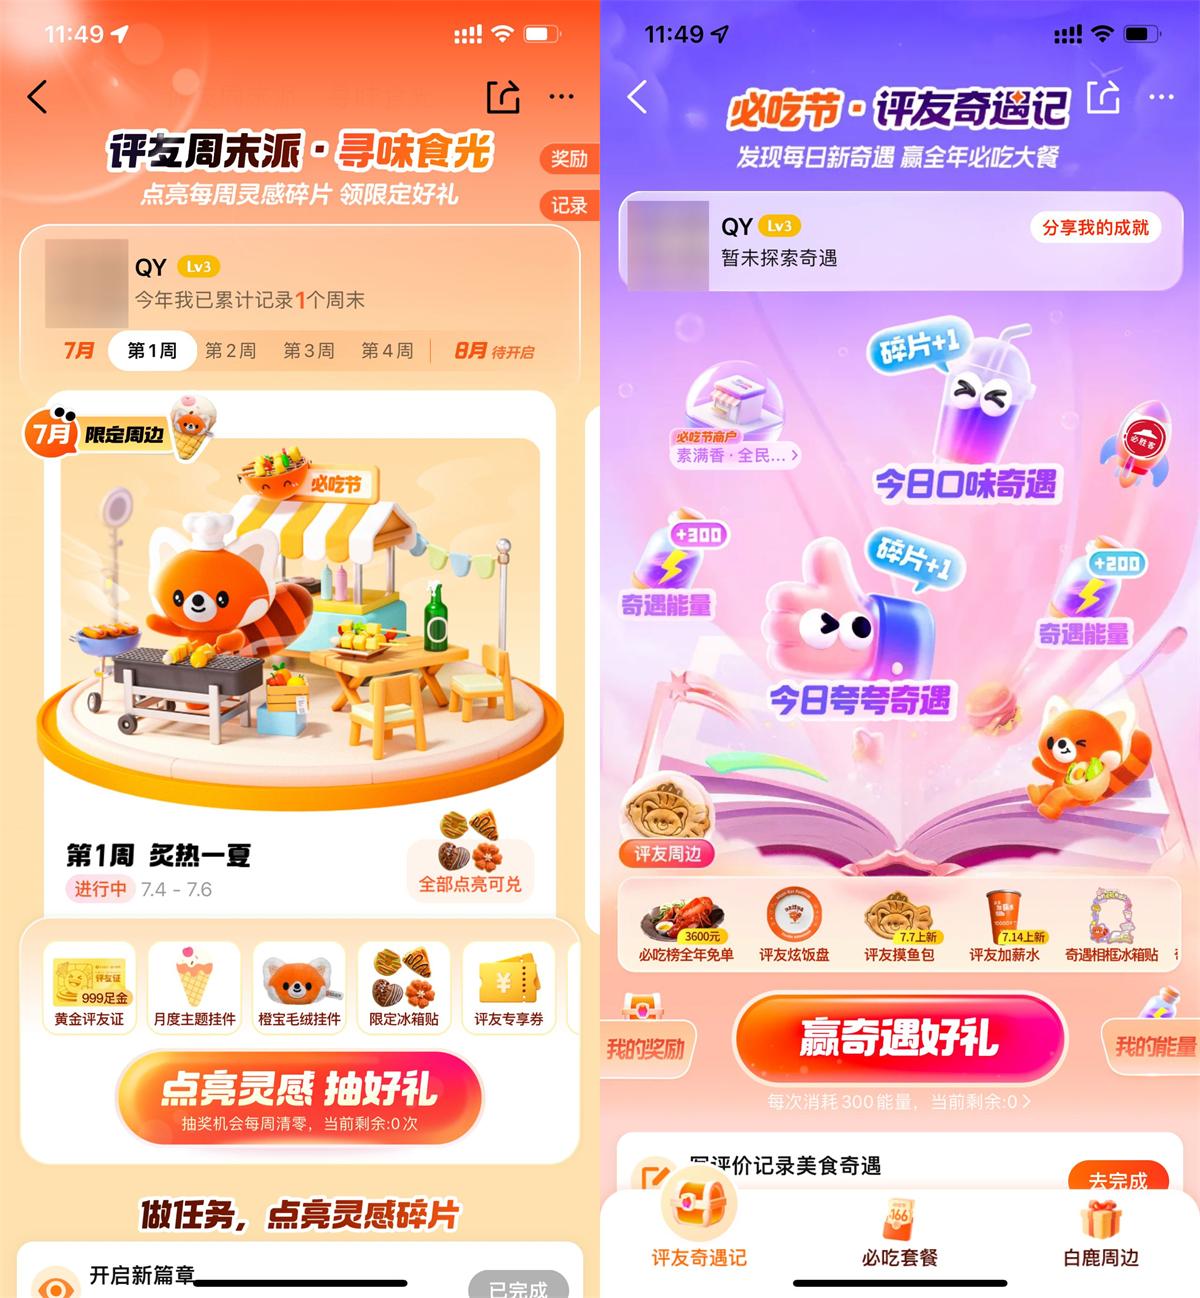 11:49
评友周末派·寻味食光
点亮每周灵感碎片 领限定好礼
奖励
记录
QY Lv3
今年我已累计记录1个周末
7月 第1周 第2周 第3周 第4周 8月 待开启
7月 限定周边
必吃节
第1周 炙热一夏
进行中 7.4 - 7.6
全部点亮可兑
评友证
999足金
黄金评友证
月度主题挂件
橙宝毛绒挂件
限定冰箱贴
评友专享券
点亮灵感 抽好礼
抽奖机会每周清零，当前剩余:0次
做任务，点亮灵感碎片
开启新篇章
已完成
11:49
必吃节·评友奇遇记
发现每日新奇遇 赢全年必吃大餐
QY Lv3
暂未探索奇遇
分享我的成就
碎片+1
必吃节商户
素满香·全民...
今日口味奇遇
必胜客
+300
奇遇能量
碎片+1
+200
奇遇能量
今日夸夸奇遇
评友周边
3600元
必吃榜全年免单
评友炫饭盘
7.7上新
评友摸鱼包
7.14上新
评友加薪水
奇遇相框冰箱贴
我的奖励
赢奇遇好礼
我的能量
每次消耗300能量，当前剩余:0
写评价记录美食奇遇
去完成
166
评友奇遇记
必吃套餐
白鹿周边